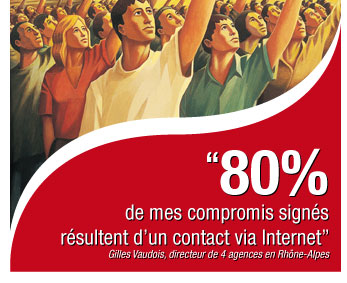 “80%
de mes compromis signés
résultent d’un contact via Internet”
Gilles Vaudois, directeur de 4 agences en Rhône-Alpes